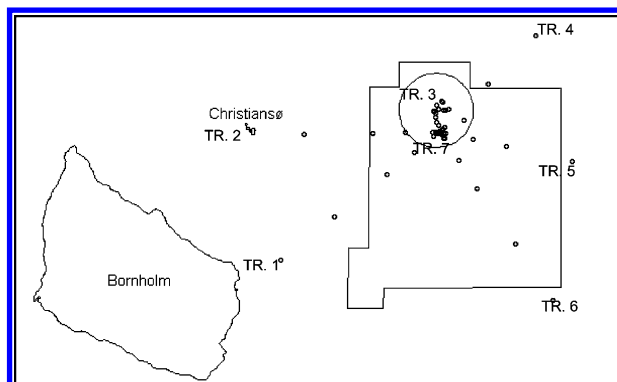 TR. 4
TR. 3
Christiansø
TR. 2
TR. 7
TR. 5
TR. 1
Bornholm
TR. 6